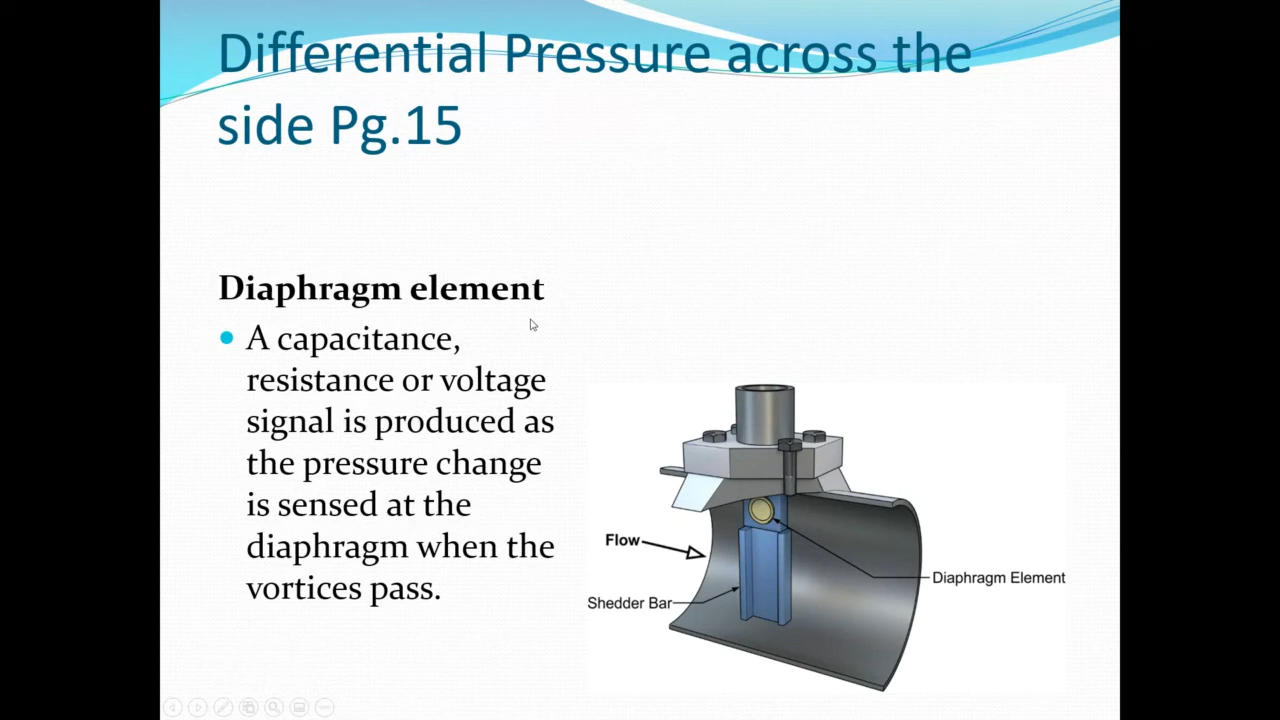 Differential Pressure across the
side Pg.15
Diaphragm element
A capacitance,
resistance or voltage
signal is produced as
the pressure change
is sensed at the
diaphragm when the
vortices pass.
Flow
Shedder Bar
Diaphragm Element